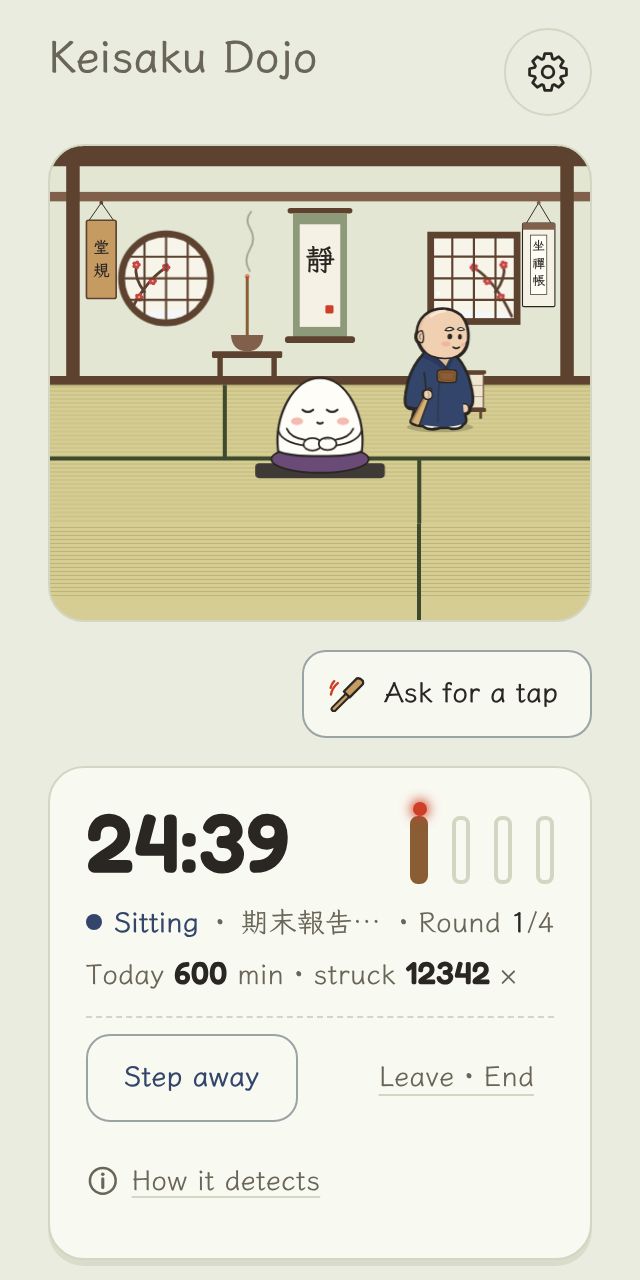 Keisaku Dojo
堂規
靜
坐禪帳
Ask for a tap
24:39
Sitting · 期末報告… · Round 1/4
Today 600 min · struck 12342 ×
Step away
Leave · End
How it detects